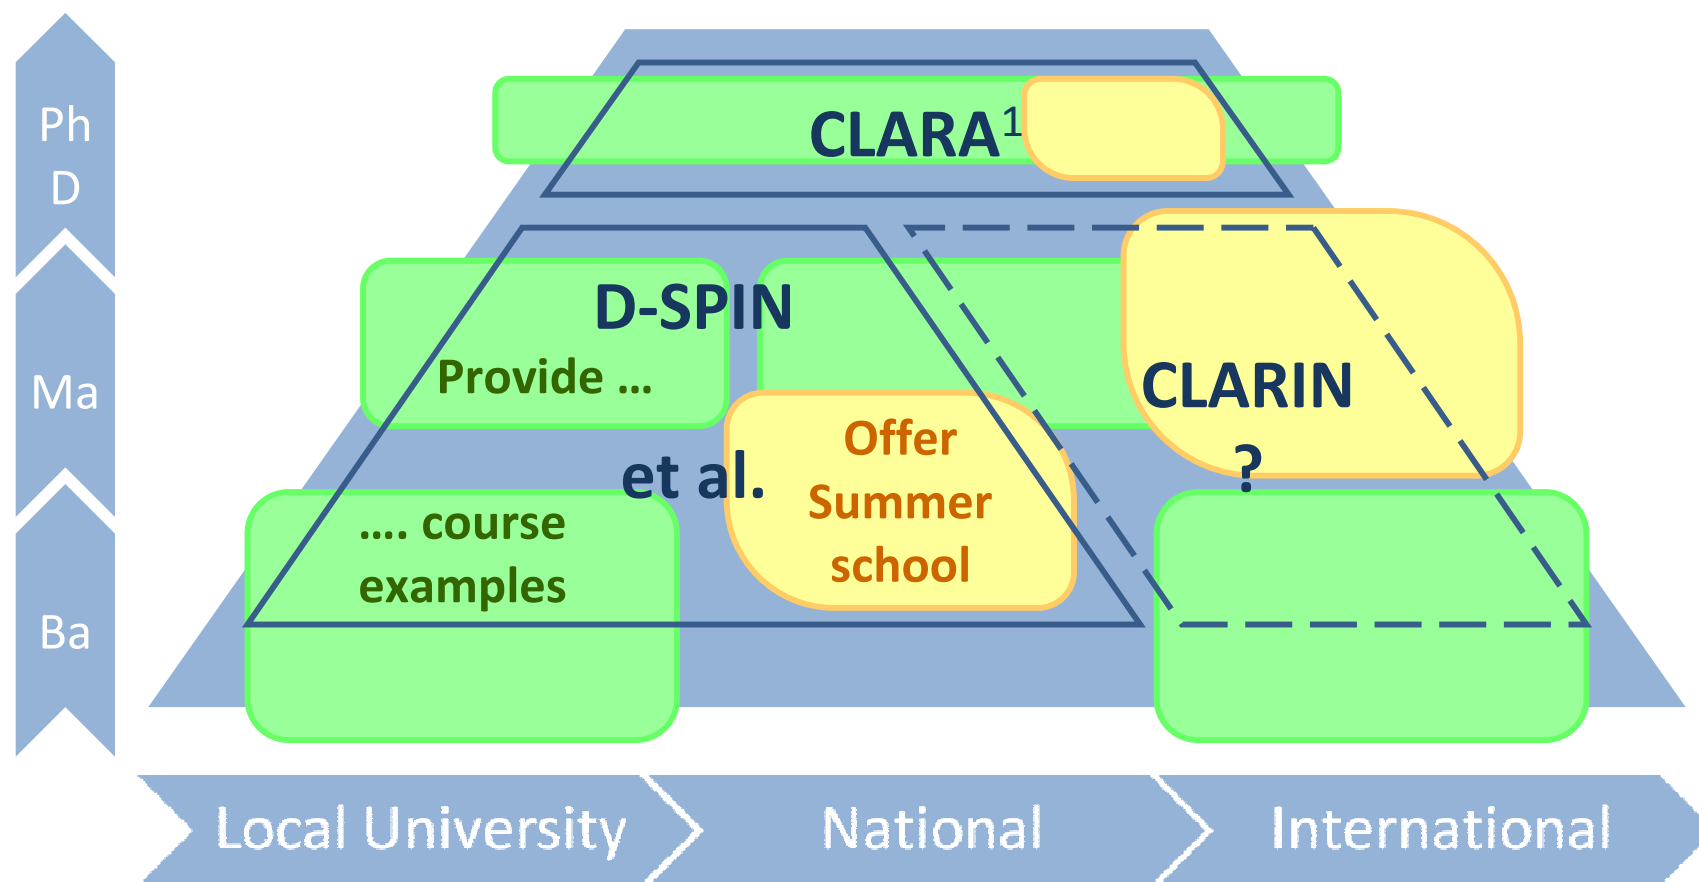 Ph
D
Ma
Ba
CLARA¹
D-SPIN
et al.
Provide ...
.... course
examples
Offer
Summer
school
CLARIN
?
Local University
National
International